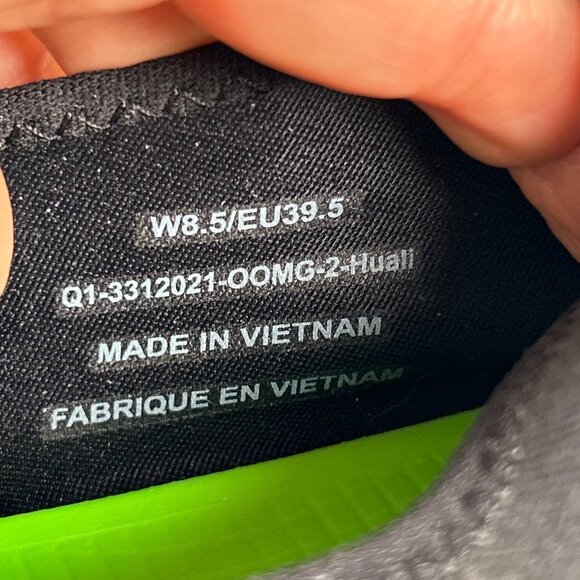 W8.5/EU39.5
Q1-3312021-OOMG-2-Huali
MADE IN VIETNAM
FABRIQUE EN VIETNAM